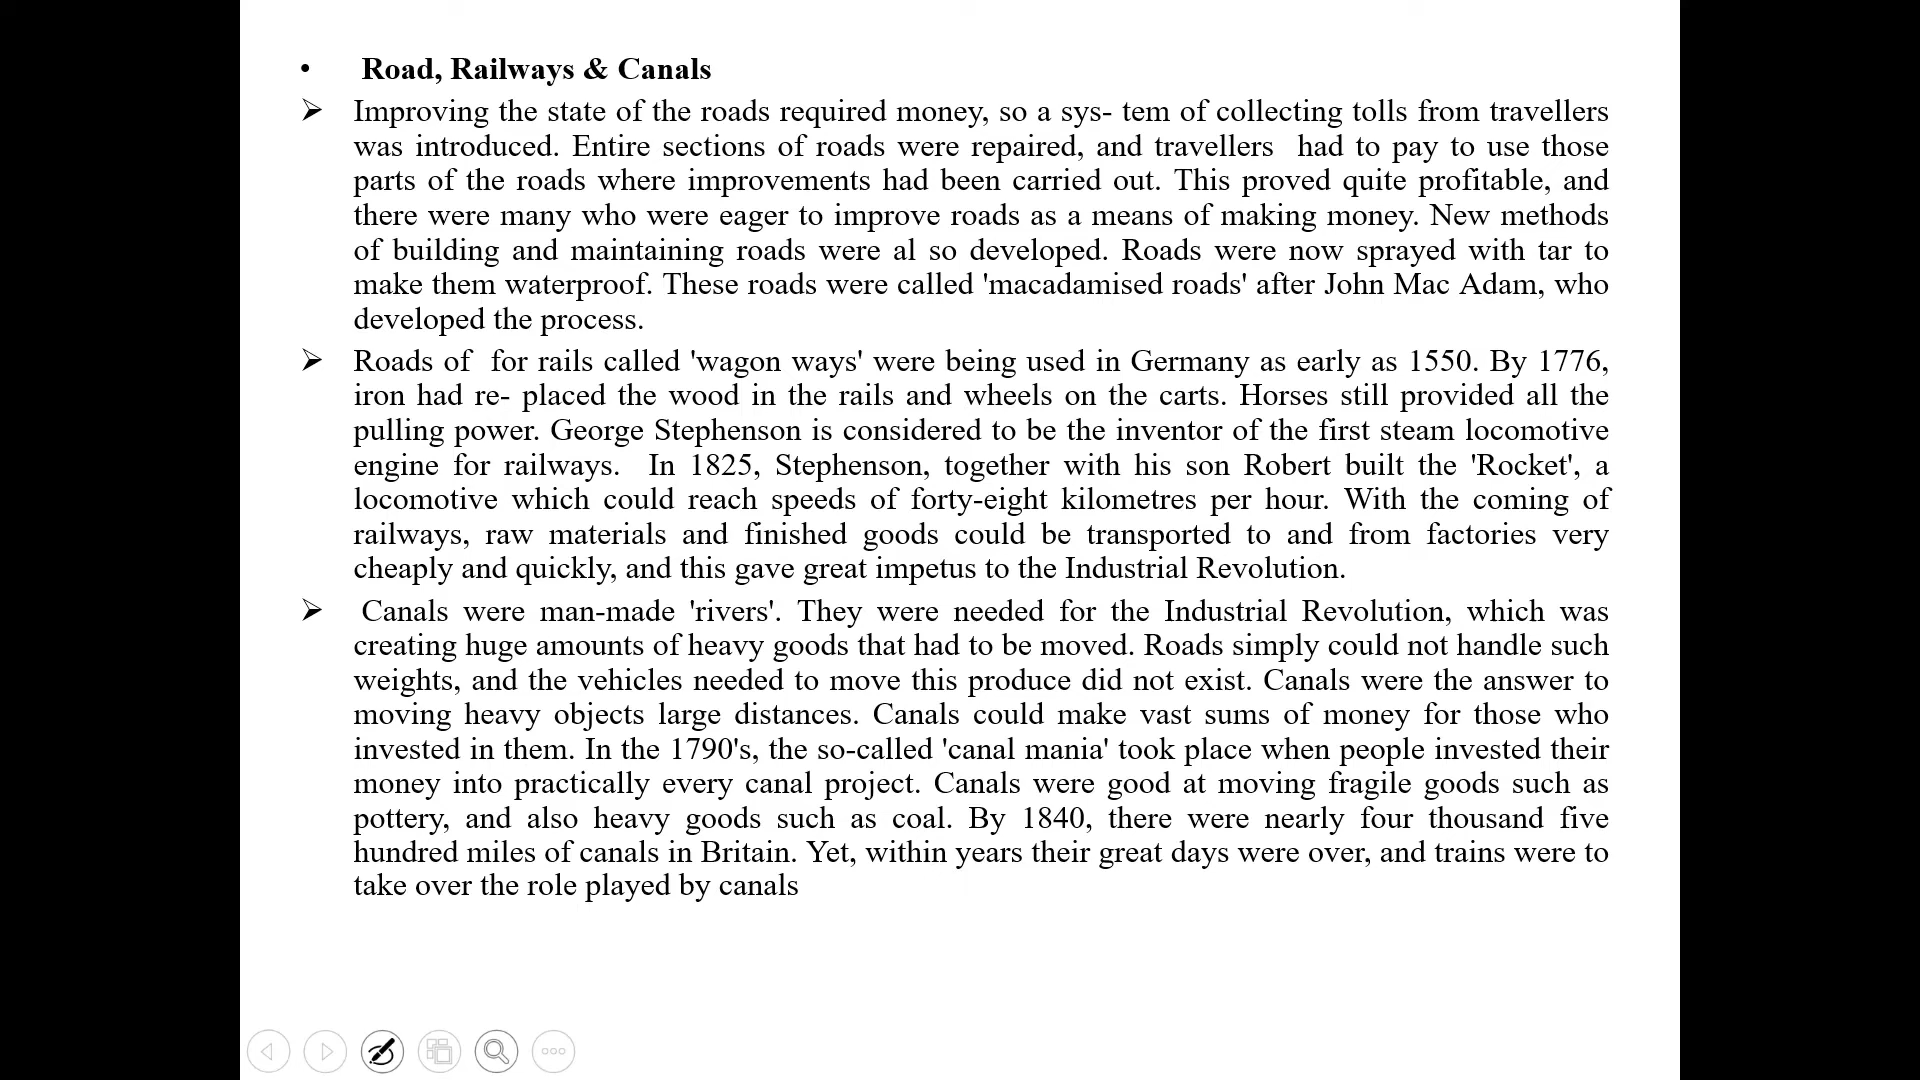 • Road, Railways & Canals
➢ Improving the state of the roads required money, so a sys- tem of collecting tolls from travellers
was introduced. Entire sections of roads were repaired, and travellers  had to pay to use those
parts of the roads where improvements had been carried out. This proved quite profitable, and
there were many who were eager to improve roads as a means of making money. New methods
of building and maintaining roads were al so developed. Roads were now sprayed with tar to
make them waterproof. These roads were called 'macadamised roads' after John Mac Adam, who
developed the process.
➢ Roads of  for rails called 'wagon ways' were being used in Germany as early as 1550. By 1776,
iron had re- placed the wood in the rails and wheels on the carts. Horses still provided all the
pulling power. George Stephenson is considered to be the inventor of the first steam locomotive
engine for railways.  In 1825, Stephenson, together with his son Robert built the 'Rocket', a
locomotive which could reach speeds of forty-eight kilometres per hour. With the coming of
railways, raw materials and finished goods could be transported to and from factories very
cheaply and quickly, and this gave great impetus to the Industrial Revolution.
➢ Canals were man-made 'rivers'. They were needed for the Industrial Revolution, which was
creating huge amounts of heavy goods that had to be moved. Roads simply could not handle such
weights, and the vehicles needed to move this produce did not exist. Canals were the answer to
moving heavy objects large distances. Canals could make vast sums of money for those who
invested in them. In the 1790's, the so-called 'canal mania' took place when people invested their
money into practically every canal project. Canals were good at moving fragile goods such as
pottery, and also heavy goods such as coal. By 1840, there were nearly four thousand five
hundred miles of canals in Britain. Yet, within years their great days were over, and trains were to
take over the role played by canals